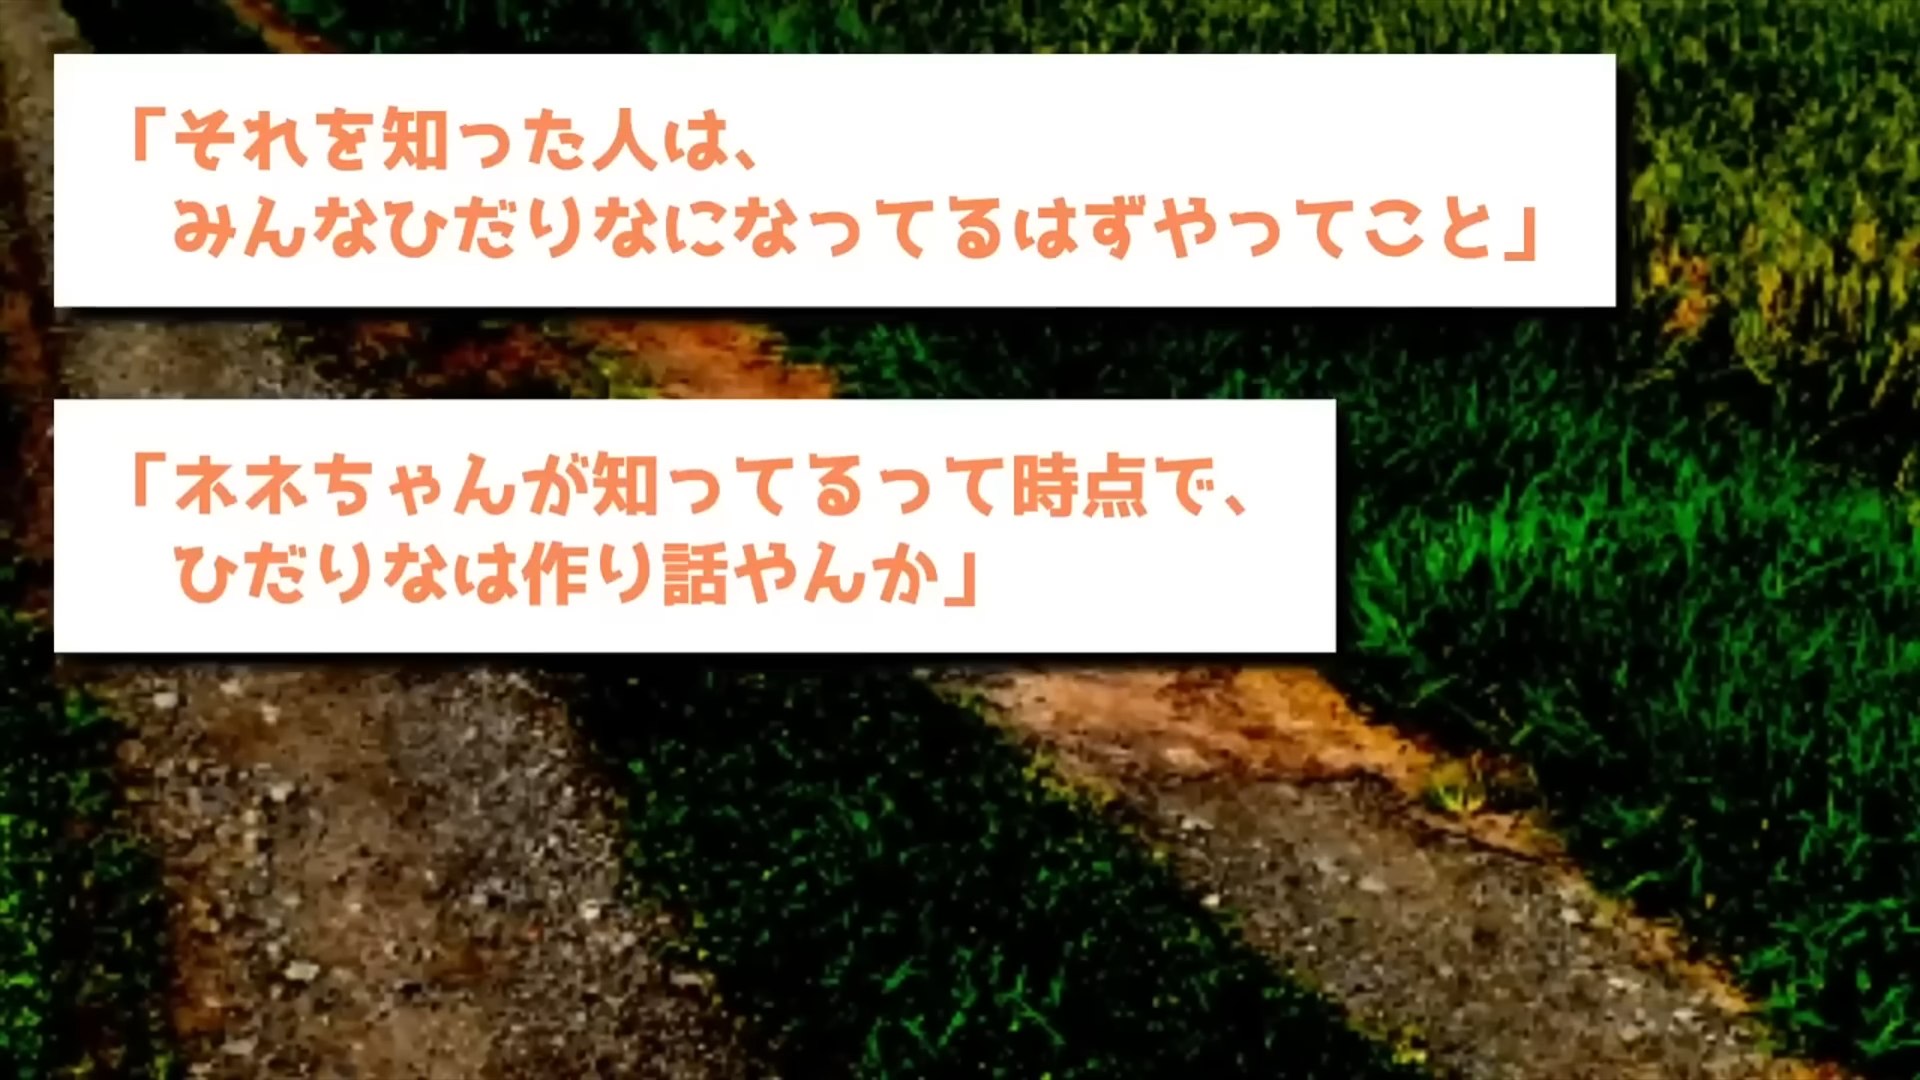 「それを知った人は、
みんなひだりなになってるはずやってこと」
「ネネちゃんが知ってるって時点で、
ひだりなは作り話やんか」